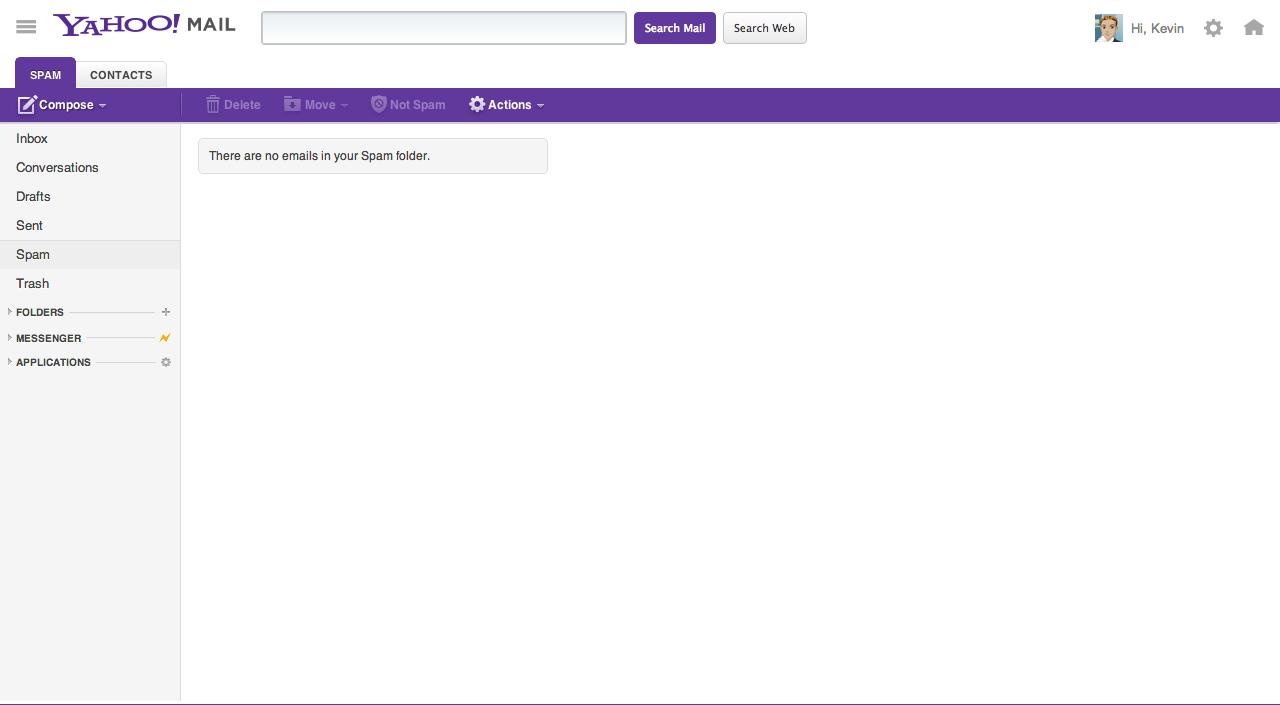 YAHOO! MAIL
Search Mail
Search Web
Hi, Kevin
SPAM
CONTACTS
Compose
Delete
Move
Not Spam
Actions
Inbox
Conversations
Drafts
Sent
Spam
Trash
FOLDERS
MESSENGER
APPLICATIONS
There are no emails in your Spam folder.